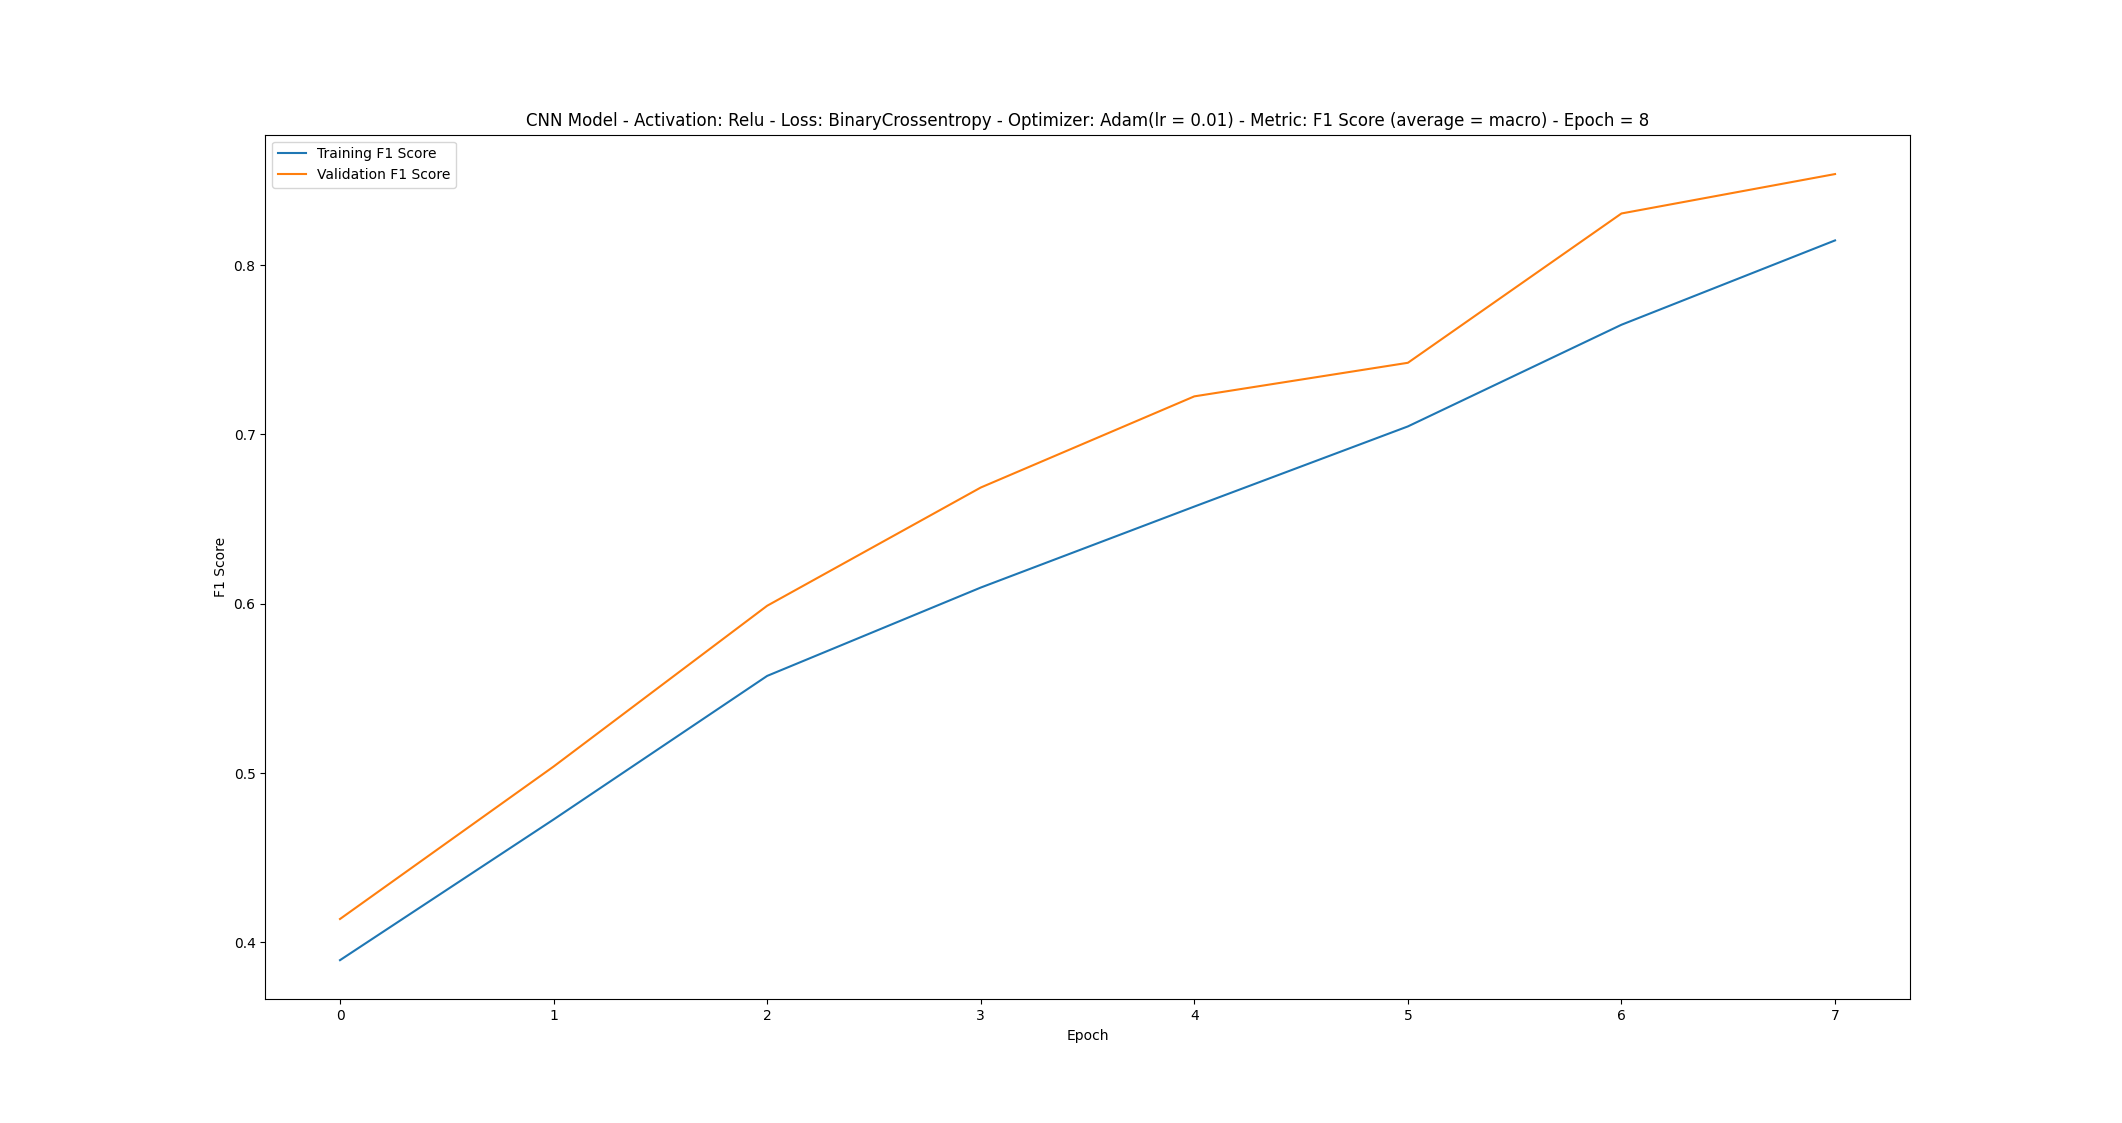 CNN Model - Activation: Relu - Loss: BinaryCrossentropy - Optimizer: Adam(lr = 0.01) - Metric: F1 Score (average = macro) - Epoch = 8
Training F1 Score
Validation F1 Score
0.8
0.7
0.6
0.5
0.4
F1 Score
0 1 2 3 4 5 6 7
Epoch